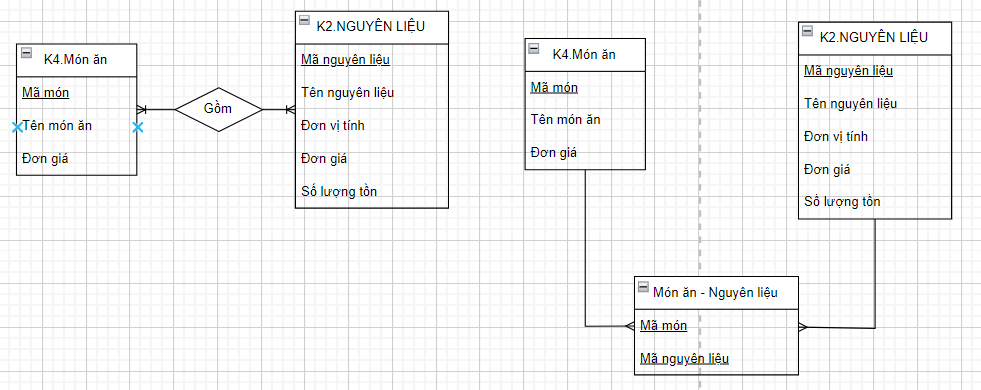 K4.Món ăn
Mã món
Tên món ăn
Đơn giá
Gồm
K2.NGUYÊN LIỆU
Mã nguyên liệu
Tên nguyên liệu
Đơn vị tính
Đơn giá
Số lượng tồn
K4.Món ăn
Mã món
Tên món ăn
Đơn giá
K2.NGUYÊN LIỆU
Mã nguyên liệu
Tên nguyên liệu
Đơn vị tính
Đơn giá
Số lượng tồn
Món ăn - Nguyên liệu
Mã món
Mã nguyên liệu